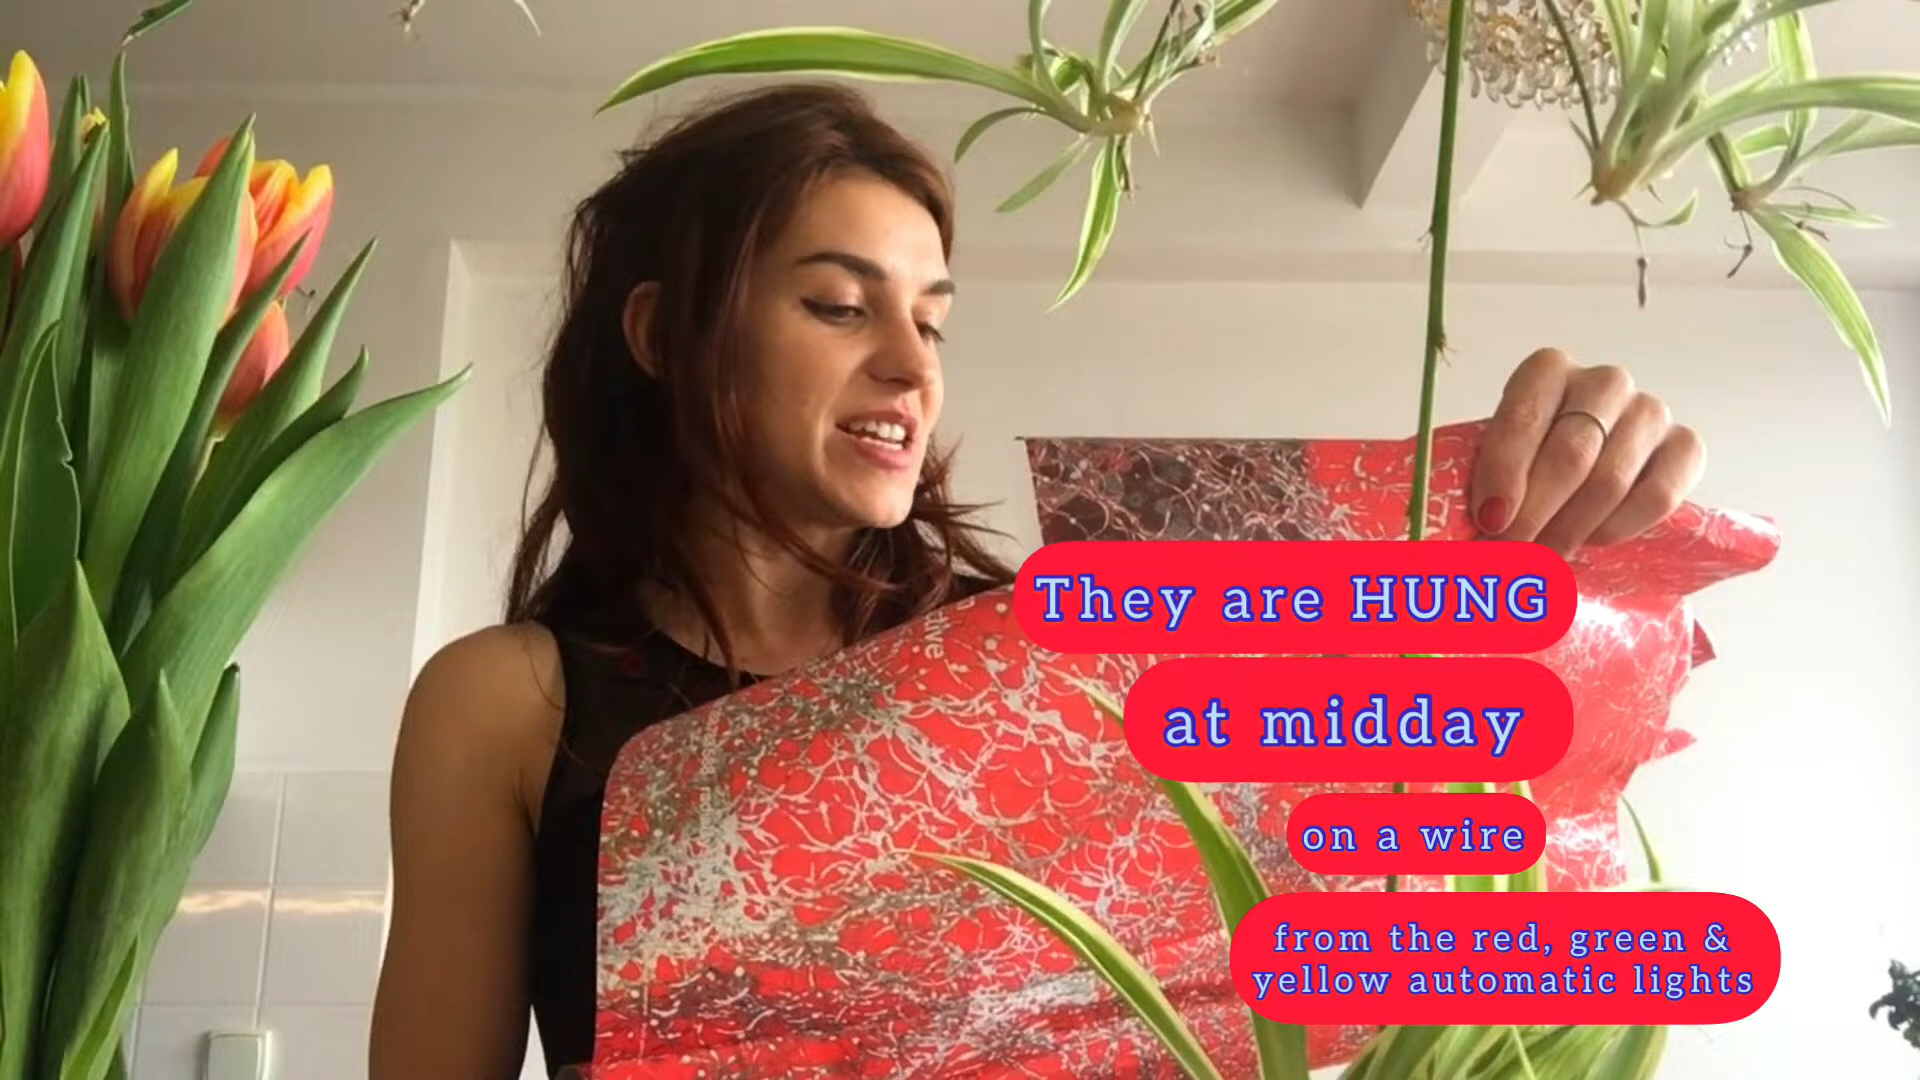 They are HUNG
at midday
on a wire
from the red, green &
yellow automatic lights